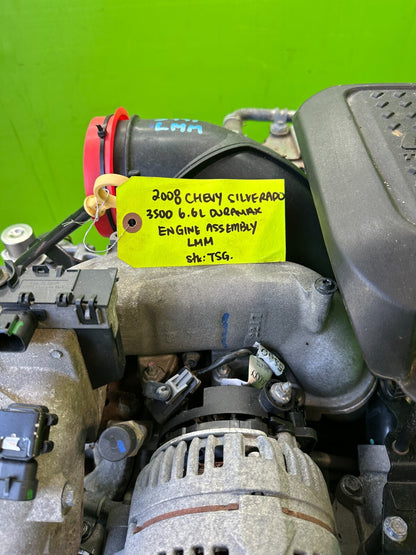 LMM
2008 CHEVY SILVERADO
3500 6.6L DURAMAX
ENGINE ASSEMBLY
LMM
stk: TSG.